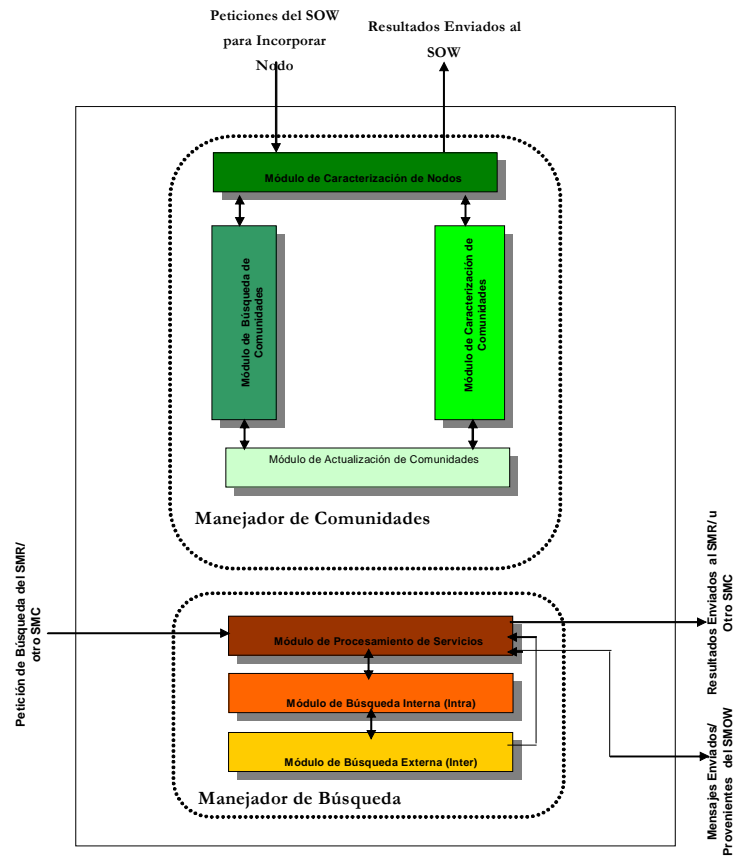 Peticiones del SOW
para Incorporar
Nodo
Resultados Enviados al
SOW
Módulo de Caracterización de Nodos
Módulo de Búsqueda de
Comunidades
Módulo de Caracterización de
Comunidades
Módulo de Actualización de Comunidades
Manejador de Comunidades
Petición de Búsqueda del SMR/
otro SMC
Módulo de Procesamiento de Servicios
Módulo de Búsqueda Interna (Intra)
Módulo de Búsqueda Externa (Inter)
Manejador de Búsqueda
Resultados Enviados al SMR/ u
Otro SMC
Mensajes Enviados/
Provenientes del SMOW